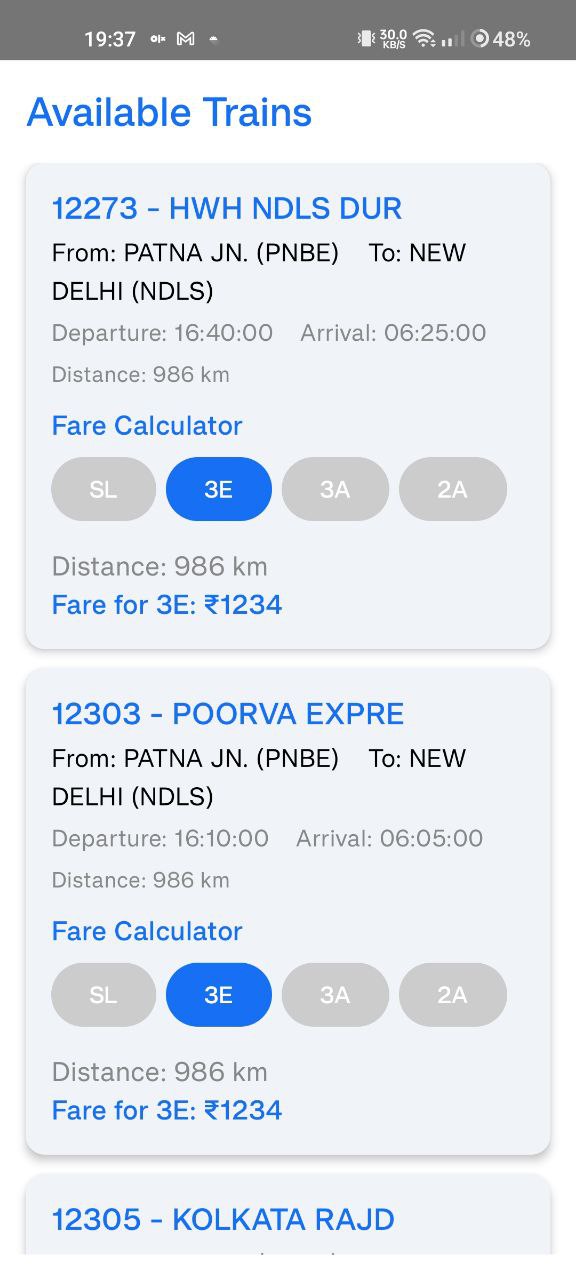 19:37 olx M 30.0 KB/S 48%
Available Trains
12273 - HWH NDLS DUR
From: PATNA JN. (PNBE) To: NEW
DELHI (NDLS)
Departure: 16:40:00 Arrival: 06:25:00
Distance: 986 km
Fare Calculator
SL 3E 3A 2A
Distance: 986 km
Fare for 3E: ₹1234
12303 - POORVA EXPRE
From: PATNA JN. (PNBE) To: NEW
DELHI (NDLS)
Departure: 16:10:00 Arrival: 06:05:00
Distance: 986 km
Fare Calculator
SL 3E 3A 2A
Distance: 986 km
Fare for 3E: ₹1234
12305 - KOLKATA RAJD